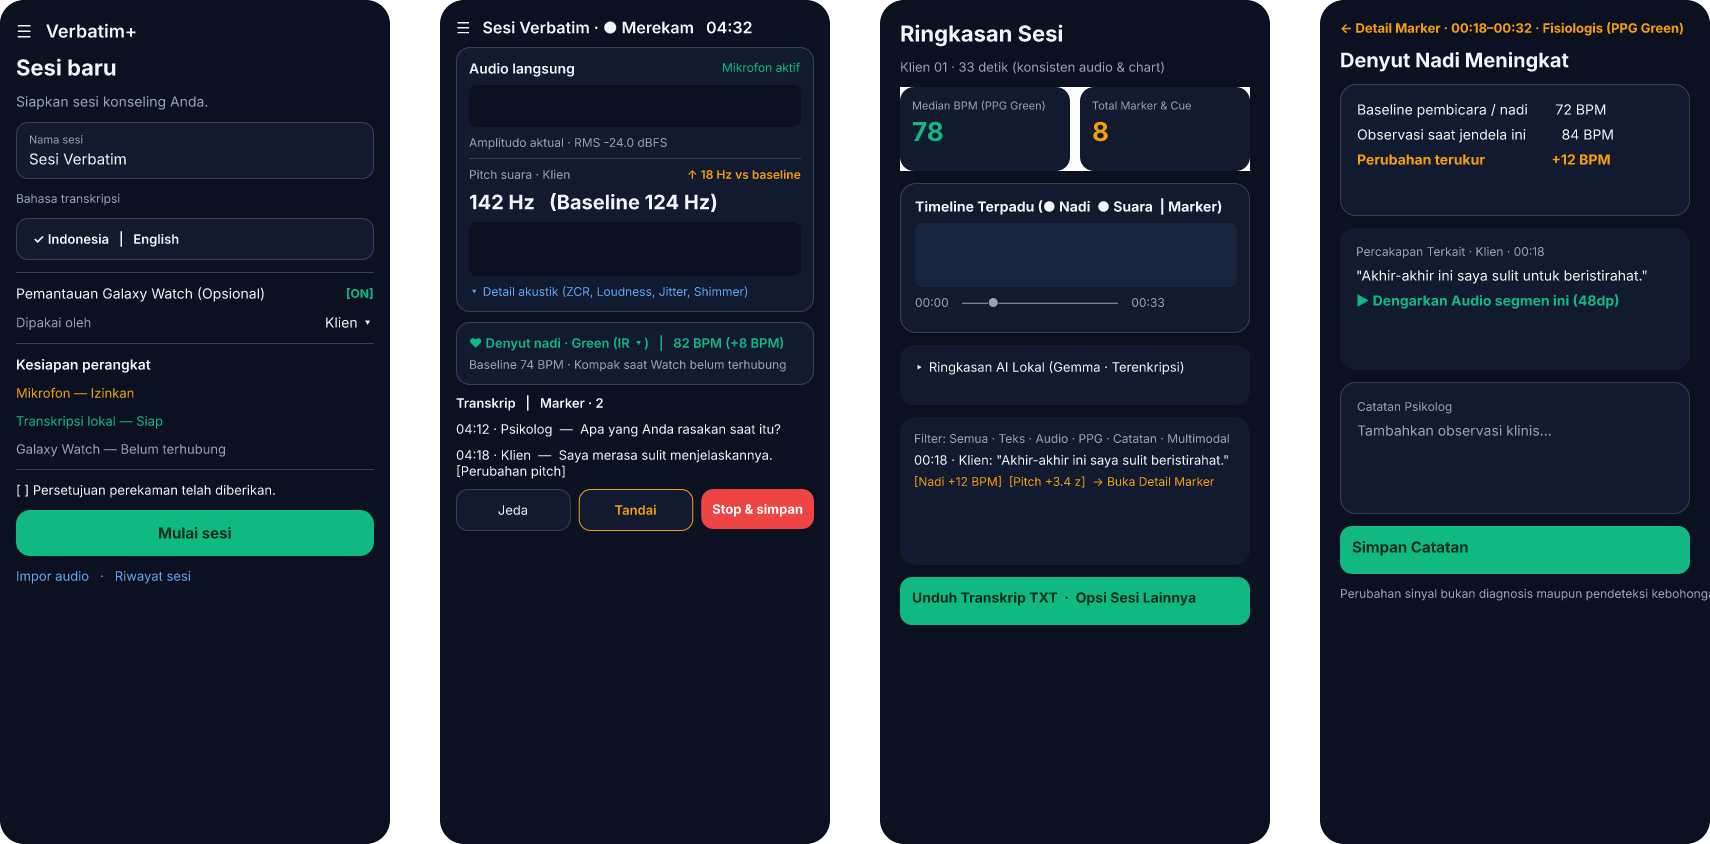 ☰ Verbatim+
Sesi baru
Siapkan sesi konseling Anda.
Nama sesi
Sesi Verbatim
Bahasa transkripsi
✓ Indonesia | English
Pemantauan Galaxy Watch (Opsional) [ON]
Dipakai oleh Klien ▾
Kesiapan perangkat
Mikrofon — Izinkan
Transkripsi lokal — Siap
Galaxy Watch — Belum terhubung
[ ] Persetujuan perekaman telah diberikan.
Mulai sesi
Impor audio · Riwayat sesi
☰ Sesi Verbatim · ● Merekam 04:32
Audio langsung Mikrofon aktif
Amplitudo aktual · RMS -24.0 dBFS
Pitch suara · Klien ↑ 18 Hz vs baseline
142 Hz (Baseline 124 Hz)
▾ Detail akustik (ZCR, Loudness, Jitter, Shimmer)
♥ Denyut nadi · Green (IR ▾) | 82 BPM (+8 BPM)
Baseline 74 BPM · Kompak saat Watch belum terhubung
Transkrip | Marker · 2
04:12 · Psikolog — Apa yang Anda rasakan saat itu?
04:18 · Klien — Saya merasa sulit menjelaskannya.
[Perubahan pitch]
Jeda
Tandai
Stop & simpan
Ringkasan Sesi
Klien 01 · 33 detik (konsisten audio & chart)
Median BPM (PPG Green)
78
Total Marker & Cue
8
Timeline Terpadu (● Nadi ● Suara | Marker)
00:00 00:33
▸ Ringkasan AI Lokal (Gemma · Terenkripsi)
Filter: Semua · Teks · Audio · PPG · Catatan · Multimodal
00:18 · Klien: "Akhir-akhir ini saya sulit beristirahat."
[Nadi +12 BPM] [Pitch +3.4 z] → Buka Detail Marker
Unduh Transkrip TXT · Opsi Sesi Lainnya
← Detail Marker · 00:18–00:32 · Fisiologis (PPG Green)
Denyut Nadi Meningkat
Baseline pembicara / nadi 72 BPM
Observasi saat jendela ini 84 BPM
Perubahan terukur +12 BPM
Percakapan Terkait · Klien · 00:18
"Akhir-akhir ini saya sulit untuk beristirahat."
▶ Dengarkan Audio segmen ini (48dp)
Catatan Psikolog
Tambahkan observasi klinis...
Simpan Catatan
Perubahan sinyal bukan diagnosis maupun pendeteksi